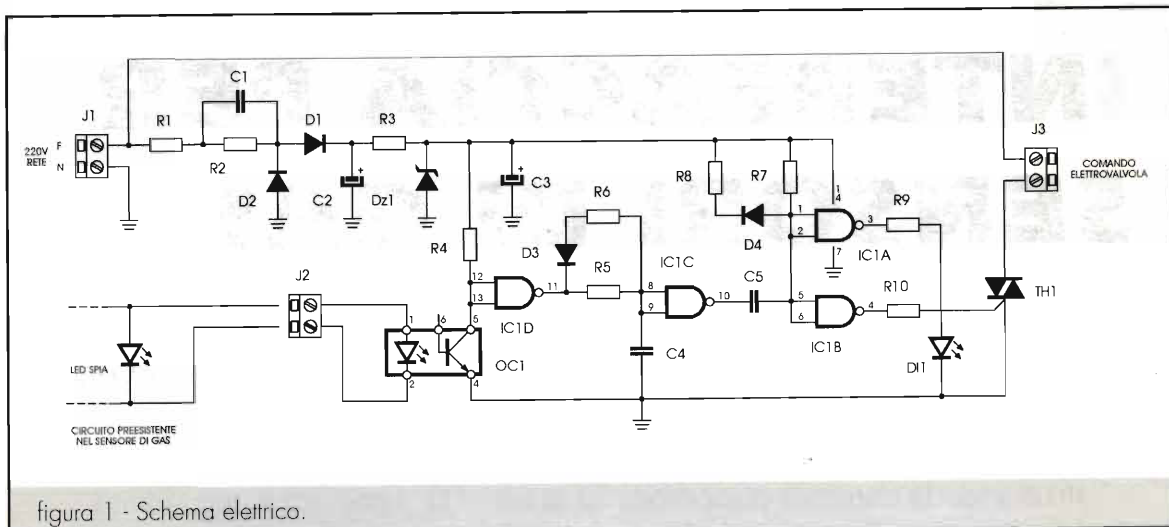 C1
J1
R1
D1
R3
J3
220V
RETE
F
N
R2
D2
C2
Dz1
C3
R8
R7
COMANDO
ELETTROVALVOLA
R6
R4
D3
D4
1
2
1
4
3
7
R9
IC1A
J2
12
13
11
R5
IC1C
8
9
10
C5
5
6
4
R10
TH1
IC1D
IC1B
LED SPIA
1
6
5
2
4
OC1
C4
DI1
CIRCUITO PREESISTENTE
NEL SENSORE DI GAS
figura 1 - Schema elettrico.